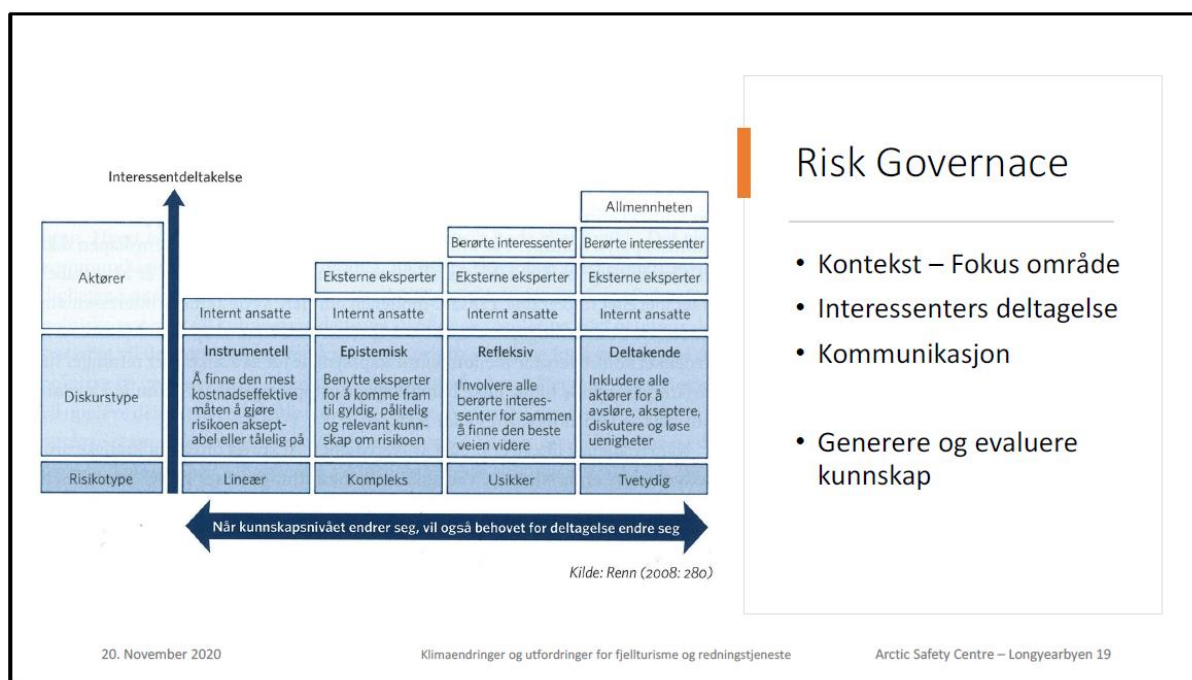 Interessentdeltakelse
Aktører
Diskurstype
Risikotype
Internt ansatte
Instrumentell
Å finne den mest
kostnadseffektive
måten å gjøre
risikoen aksept-
abel eller tålelig på
Lineær
Eksterne eksperter
Internt ansatte
Epistemisk
Benytte eksperter
for å komme fram
til gyldig, pålitelig
og relevant kunn-
skap om risikoen
Kompleks
Berørte interessenter
Eksterne eksperter
Internt ansatte
Refleksiv
Involvere alle
berørte interes-
senter for sammen
å finne den beste
veien videre
Usikker
Allmennheten
Berørte interessenter
Eksterne eksperter
Internt ansatte
Deltakende
Inkludere alle
aktører for å
avsløre, akseptere,
diskutere og løse
uenigheter
Tvetydig
Når kunnskapsnivået endrer seg, vil også behovet for deltagelse endre seg
Kilde: Renn (2008: 280)
Risk Governace
• Kontekst – Fokus område
• Interessenters deltagelse
• Kommunikasjon
• Generere og evaluere
kunnskap
20. November 2020
Klimaendringer og utfordringer for fjellturisme og redningstjeneste
Arctic Safety Centre – Longyearbyen 19